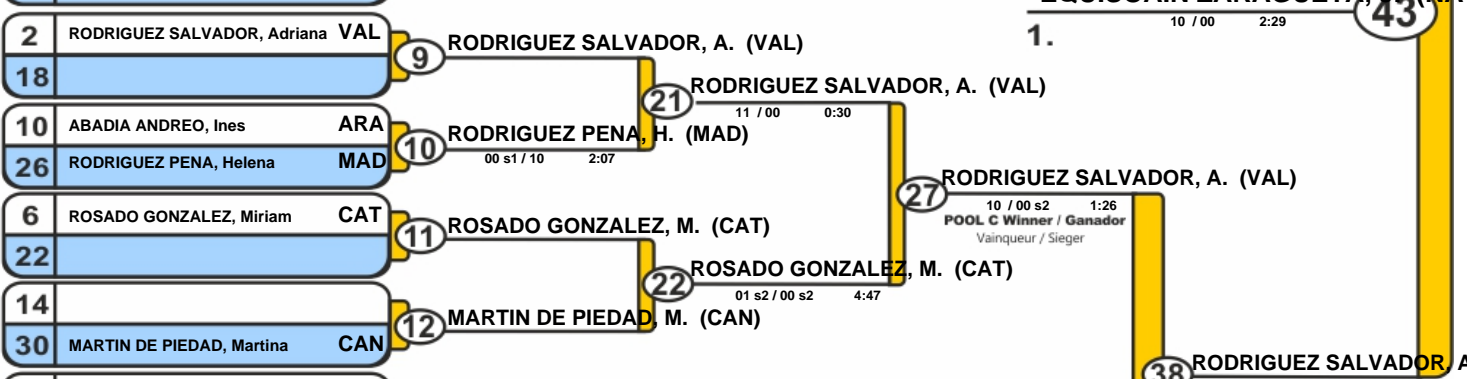 EQUISOAIN ZARAGUETA,
43
10 / 00 2:29
1.
2 RODRIGUEZ SALVADOR, Adriana VAL
18
9 RODRIGUEZ SALVADOR, A. (VAL)
21 RODRIGUEZ SALVADOR, A. (VAL)
11 / 00 0:30
10 ABADIA ANDREO, Ines ARA
26 RODRIGUEZ PENA, Helena MAD
10 RODRIGUEZ PENA, H. (MAD)
00 s1 / 10 2:07
27 RODRIGUEZ SALVADOR, A. (VAL)
10 / 00 s2 1:26
POOL C Winner / Ganador
Vainqueur / Sieger
6 ROSADO GONZALEZ, Miriam CAT
22
11 ROSADO GONZALEZ, M. (CAT)
22 ROSADO GONZALEZ, M. (CAT)
01 s2 / 00 s2 4:47
14
30 MARTIN DE PIEDAD, Martina CAN
12 MARTIN DE PIEDAD, M. (CAN)
38 RODRIGUEZ SALVADOR, A